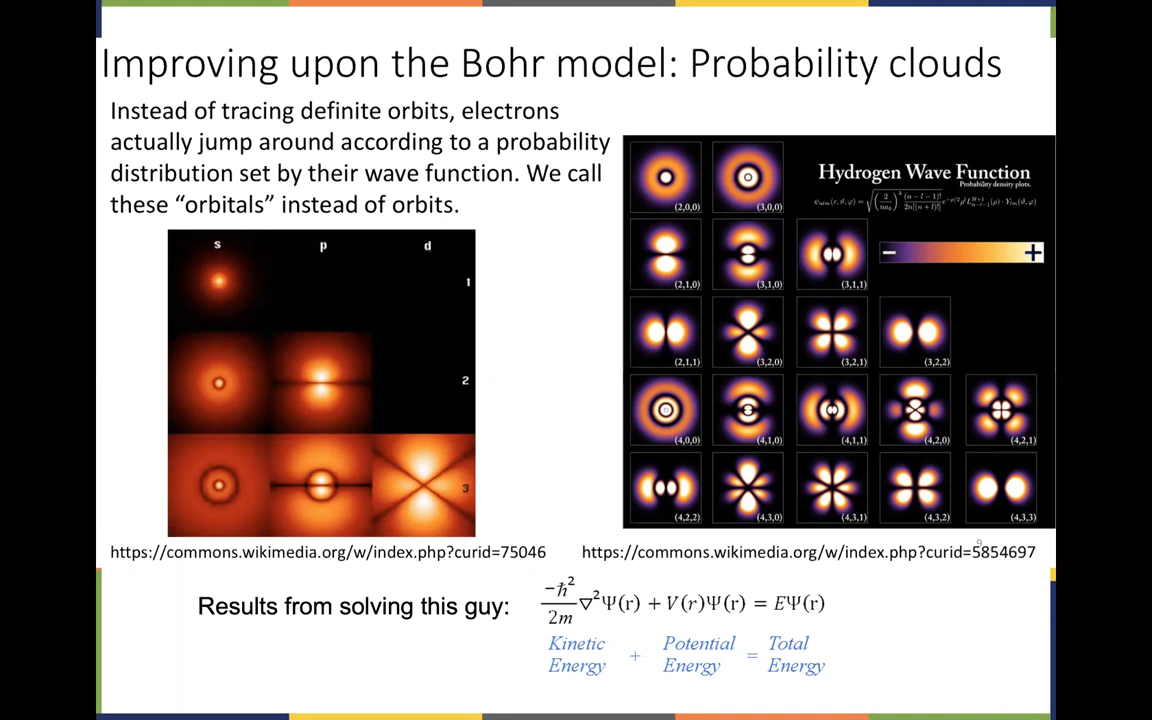 Improving upon the Bohr model: Probability clouds
Instead of tracing definite orbits, electrons
actually jump around according to a probability
distribution set by their wave function. We call
these “orbitals” instead of orbits.
s p d
1
2
3
https://commons.wikimedia.org/w/index.php?curid=75046
Hydrogen Wave Function
Probability density plots.
− +
(2,0,0) (3,0,0)
(2,1,0) (3,1,0) (3,1,1)
(2,1,1) (3,2,0) (3,2,1) (3,2,2)
(4,0,0) (4,1,0) (4,1,1) (4,2,0) (4,2,1)
(4,2,2) (4,3,0) (4,3,1) (4,3,2) (4,3,3)
9
https://commons.wikimedia.org/w/index.php?curid=5854697
Results from solving this guy: −ℏ²/2m ∇²Ψ(r) + V(r)Ψ(r) = EΨ(r)
Kinetic Potential Total
Energy + Energy = Energy